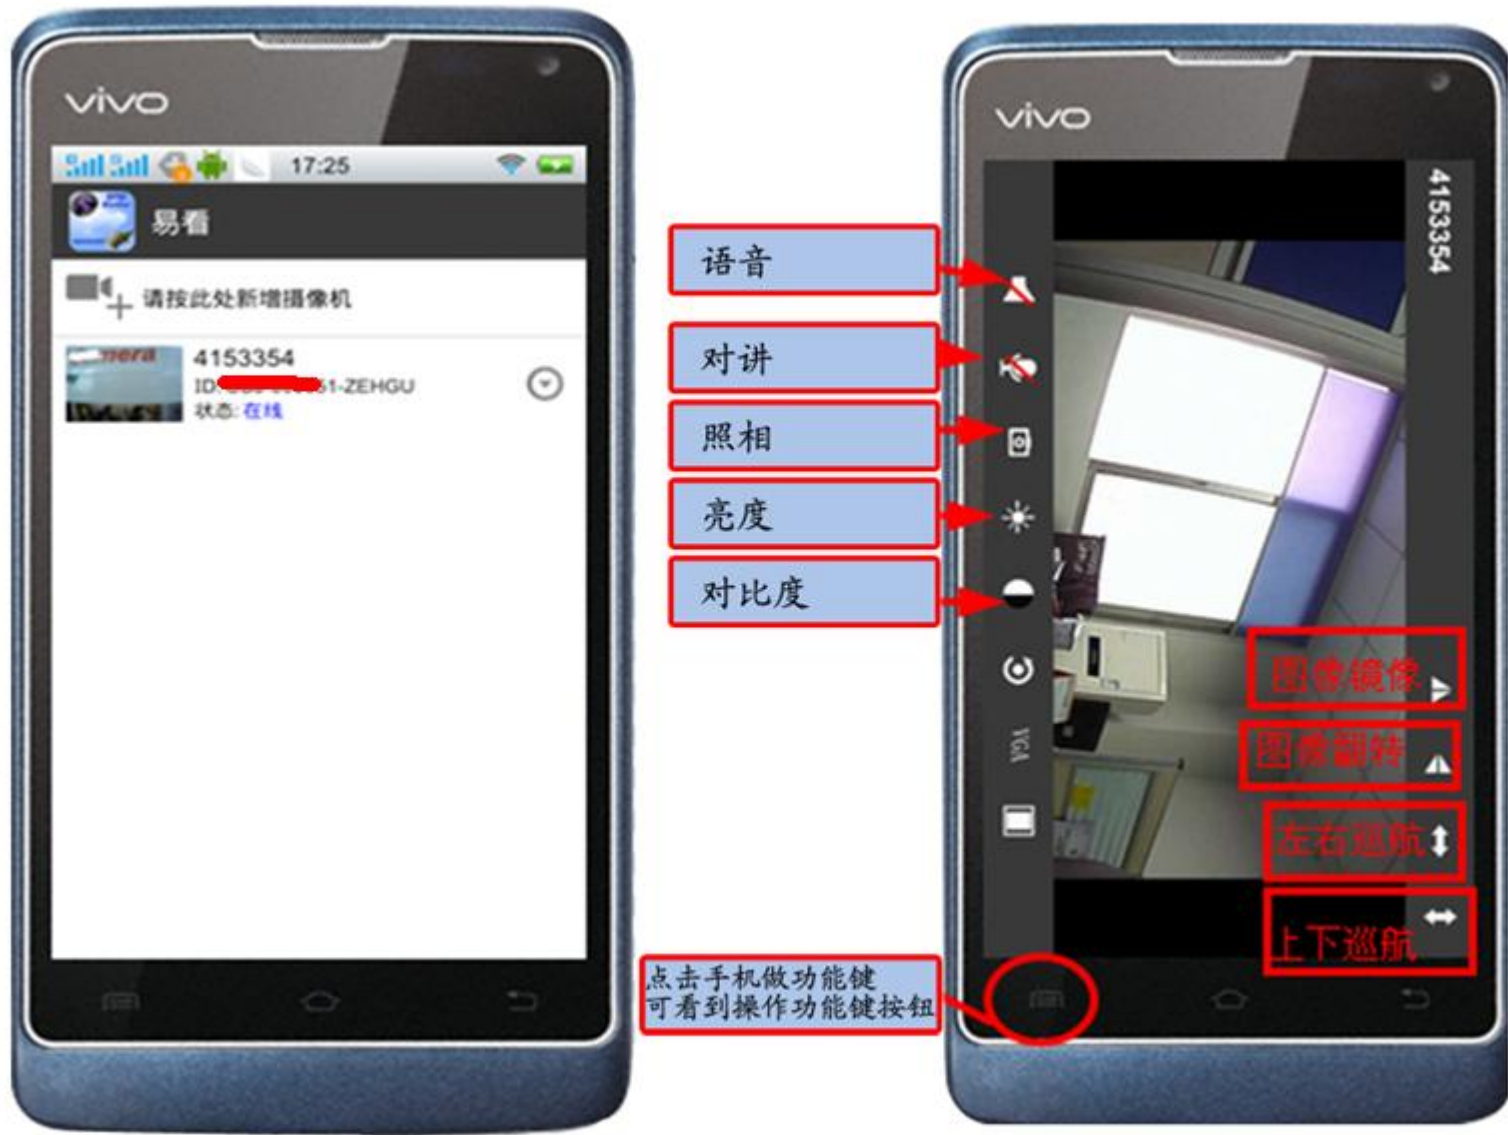 vivo
17:25
易看
请按此处新增摄像机
4153354
ID: 51-ZEHGU
状态: 在线
语音
对讲
照相
亮度
对比度
点击手机做功能键
可看到操作功能键按钮
vivo
4153354
VGA
图像镜像
图像翻转
左右巡航
上下巡航